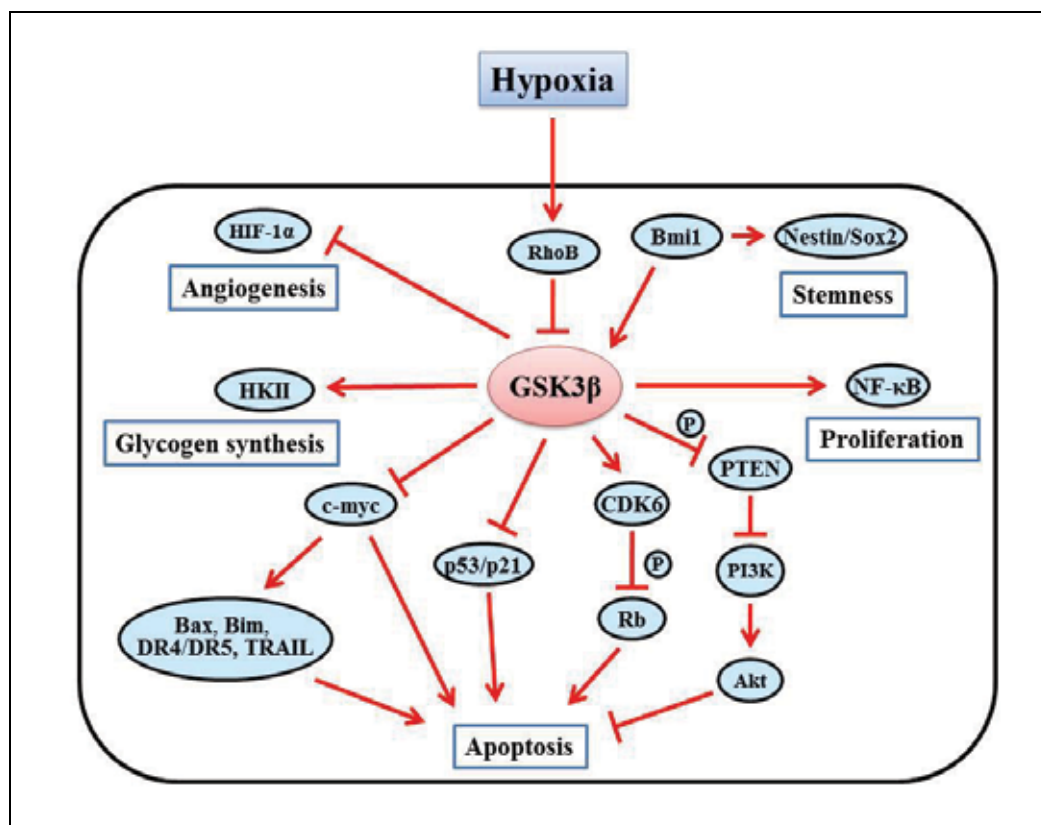 Hypoxia
HIF-1α
Angiogenesis
RhoB
Bmi1
Nestin/Sox2
Stemness
HKII
Glycogen synthesis
GSK3β
NF-κB
Proliferation
P
PTEN
c-myc
CDK6
p53/p21
P
PI3K
Bax, Bim,
DR4/DR5, TRAIL
Rb
Akt
Apoptosis